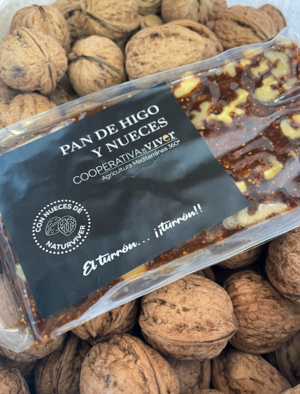 PAN DE HIGO
Y NUECES
COOPERATIVA DE VIVER
Agricultura Mediterránea 360º
CON NUECES DE
NATURVIVER
El turrón... ¡¡turrón!!